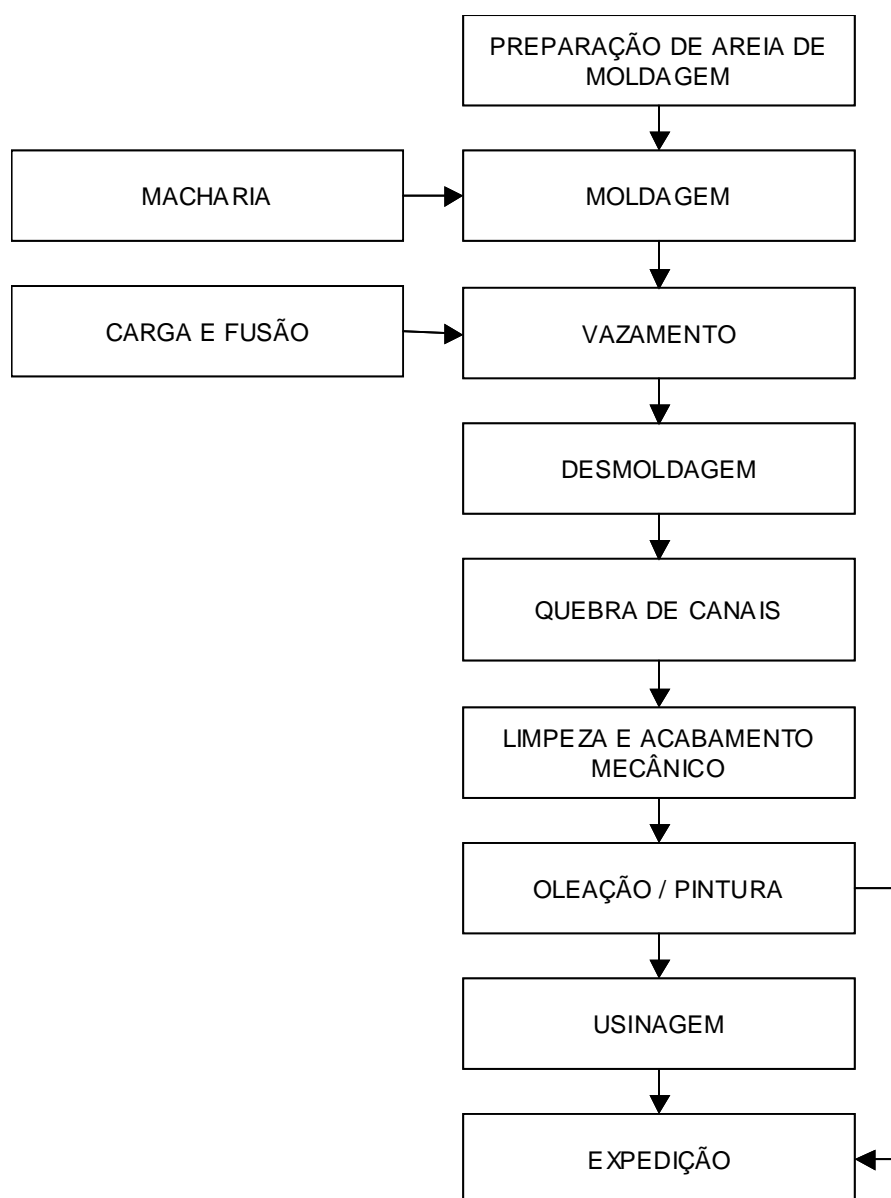 PREPARAÇÃO DE AREIA DE
MOLDAGEM
MACHARIA
MOLDAGEM
CARGA E FUSÃO
VAZAMENTO
DESMOLDAGEM
QUEBRA DE CANAIS
LIMPEZA E ACABAMENTO
MECÂNICO
OLEAÇÃO / PINTURA
USINAGEM
EXPEDIÇÃO